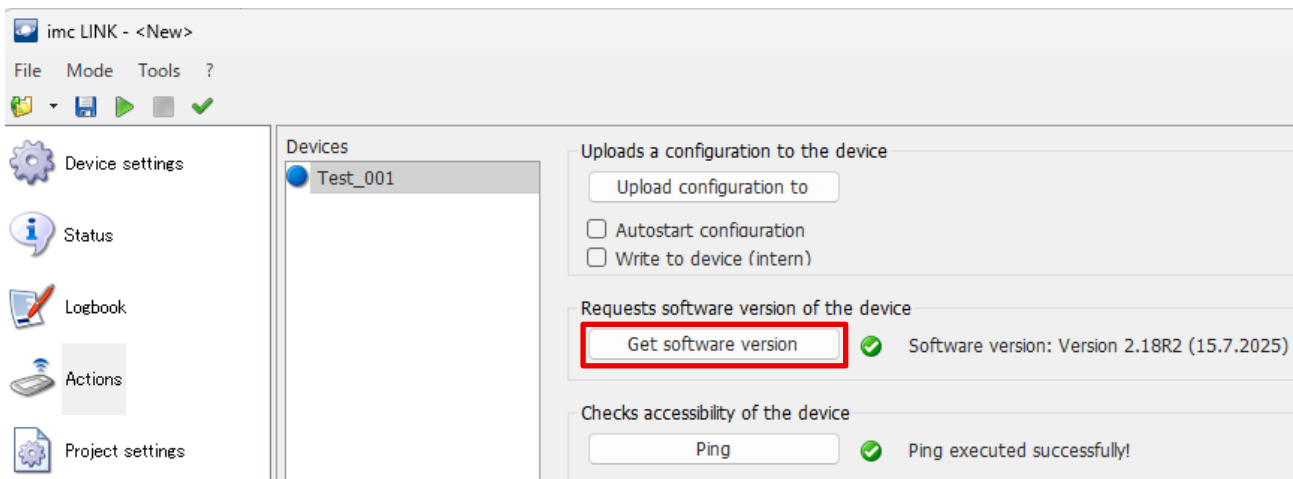 imc LINK - <New>
File Mode Tools ?
Device settings
Status
Logbook
Actions
Project settings
Devices
Test_001
Uploads a configuration to the device
Upload configuration to
Autostart configuration
Write to device (intern)
Requests software version of the device
Get software version
Software version: Version 2.18R2 (15.7.2025)
Checks accessibility of the device
Ping
Ping executed successfully!